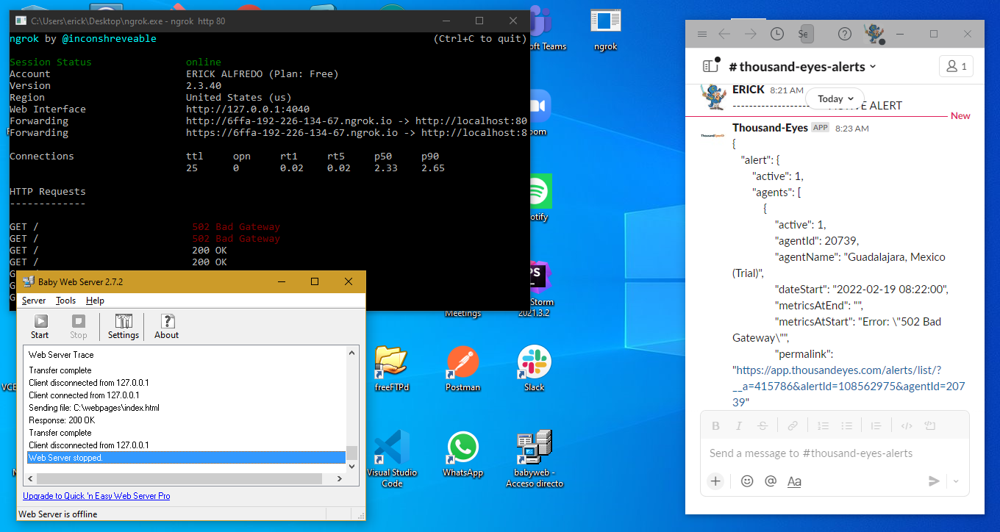 C:\Users\erick\Desktop\ngrok.exe - ngrok http 80
ngrok by @inconshreveable (Ctrl+C to quit)
Session Status online
Account ERICK ALFREDO (Plan: Free)
Version 2.3.40
Region United States (us)
Web Interface http://127.0.0.1:4040
Forwarding http://6ffa-192-226-134-67.ngrok.io -> http://localhost:80
Forwarding https://6ffa-192-226-134-67.ngrok.io -> http://localhost:8
Connections ttl opn rt1 rt5 p50 p90
25 0 0.02 0.02 2.33 2.65
HTTP Requests
-------------
GET / 502 Bad Gateway
GET / 502 Bad Gateway
GET / 200 OK
GET / 200 OK
G
G
G
Baby Web Server 2.7.2
Server Tools Help
Start Stop Settings About
Web Server Trace
Transfer complete
Client disconnected from 127.0.0.1
Client connected from 127.0.0.1
Sending file: C:\webpages\index.html
Response: 200 OK
Transfer complete
Client disconnected from 127.0.0.1
Web Server stopped.
Upgrade to Quick 'n Easy Web Server Pro
Web Server is offline
oft Teams
ngrok
oom
otify
PS
Storm
2021.3.2
Meetings
VCE
freeFTPd
Postman
Slack
Visual Studio
Code
WhatsApp
babyweb -
Acceso directo
Se
# thousand-eyes-alerts
1
ERICK 8:21 AM
Today
ALERT
New
Thousand-Eyes APP 8:23 AM
{
"alert": {
"active": 1,
"agents": [
{
"active": 1,
"agentId": 20739,
"agentName": "Guadalajara, Mexico
(Trial)",
"dateStart": "2022-02-19 08:22:00",
"metricsAtEnd": "",
"metricsAtStart": "Error: \"502 Bad
Gateway\"",
"permalink":
"https://app.thousandeyes.com/alerts/list/?
__a=415786&alertId=108562975&agentId=207
39"
B I S
Send a message to #thousand-eyes-alerts
+ @ Aa